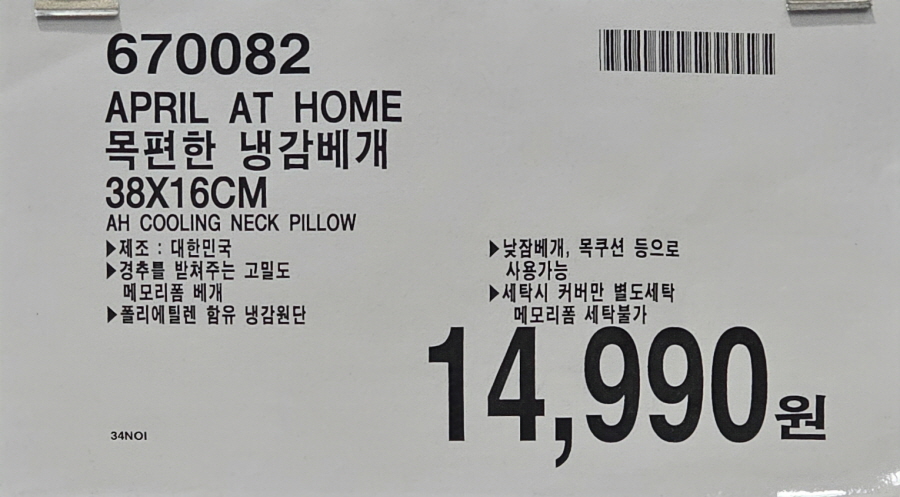 670082
APRIL AT HOME
목편한 냉감베개
38X16CM
AH COOLING NECK PILLOW
▶제조 : 대한민국
▶경추를 받쳐주는 고밀도
메모리폼 베개
▶폴리에틸렌 함유 냉감원단
▶낮잠베개, 목쿠션 등으로
사용가능
▶세탁시 커버만 별도세탁
메모리폼 세탁불가
14,990원
34NOI